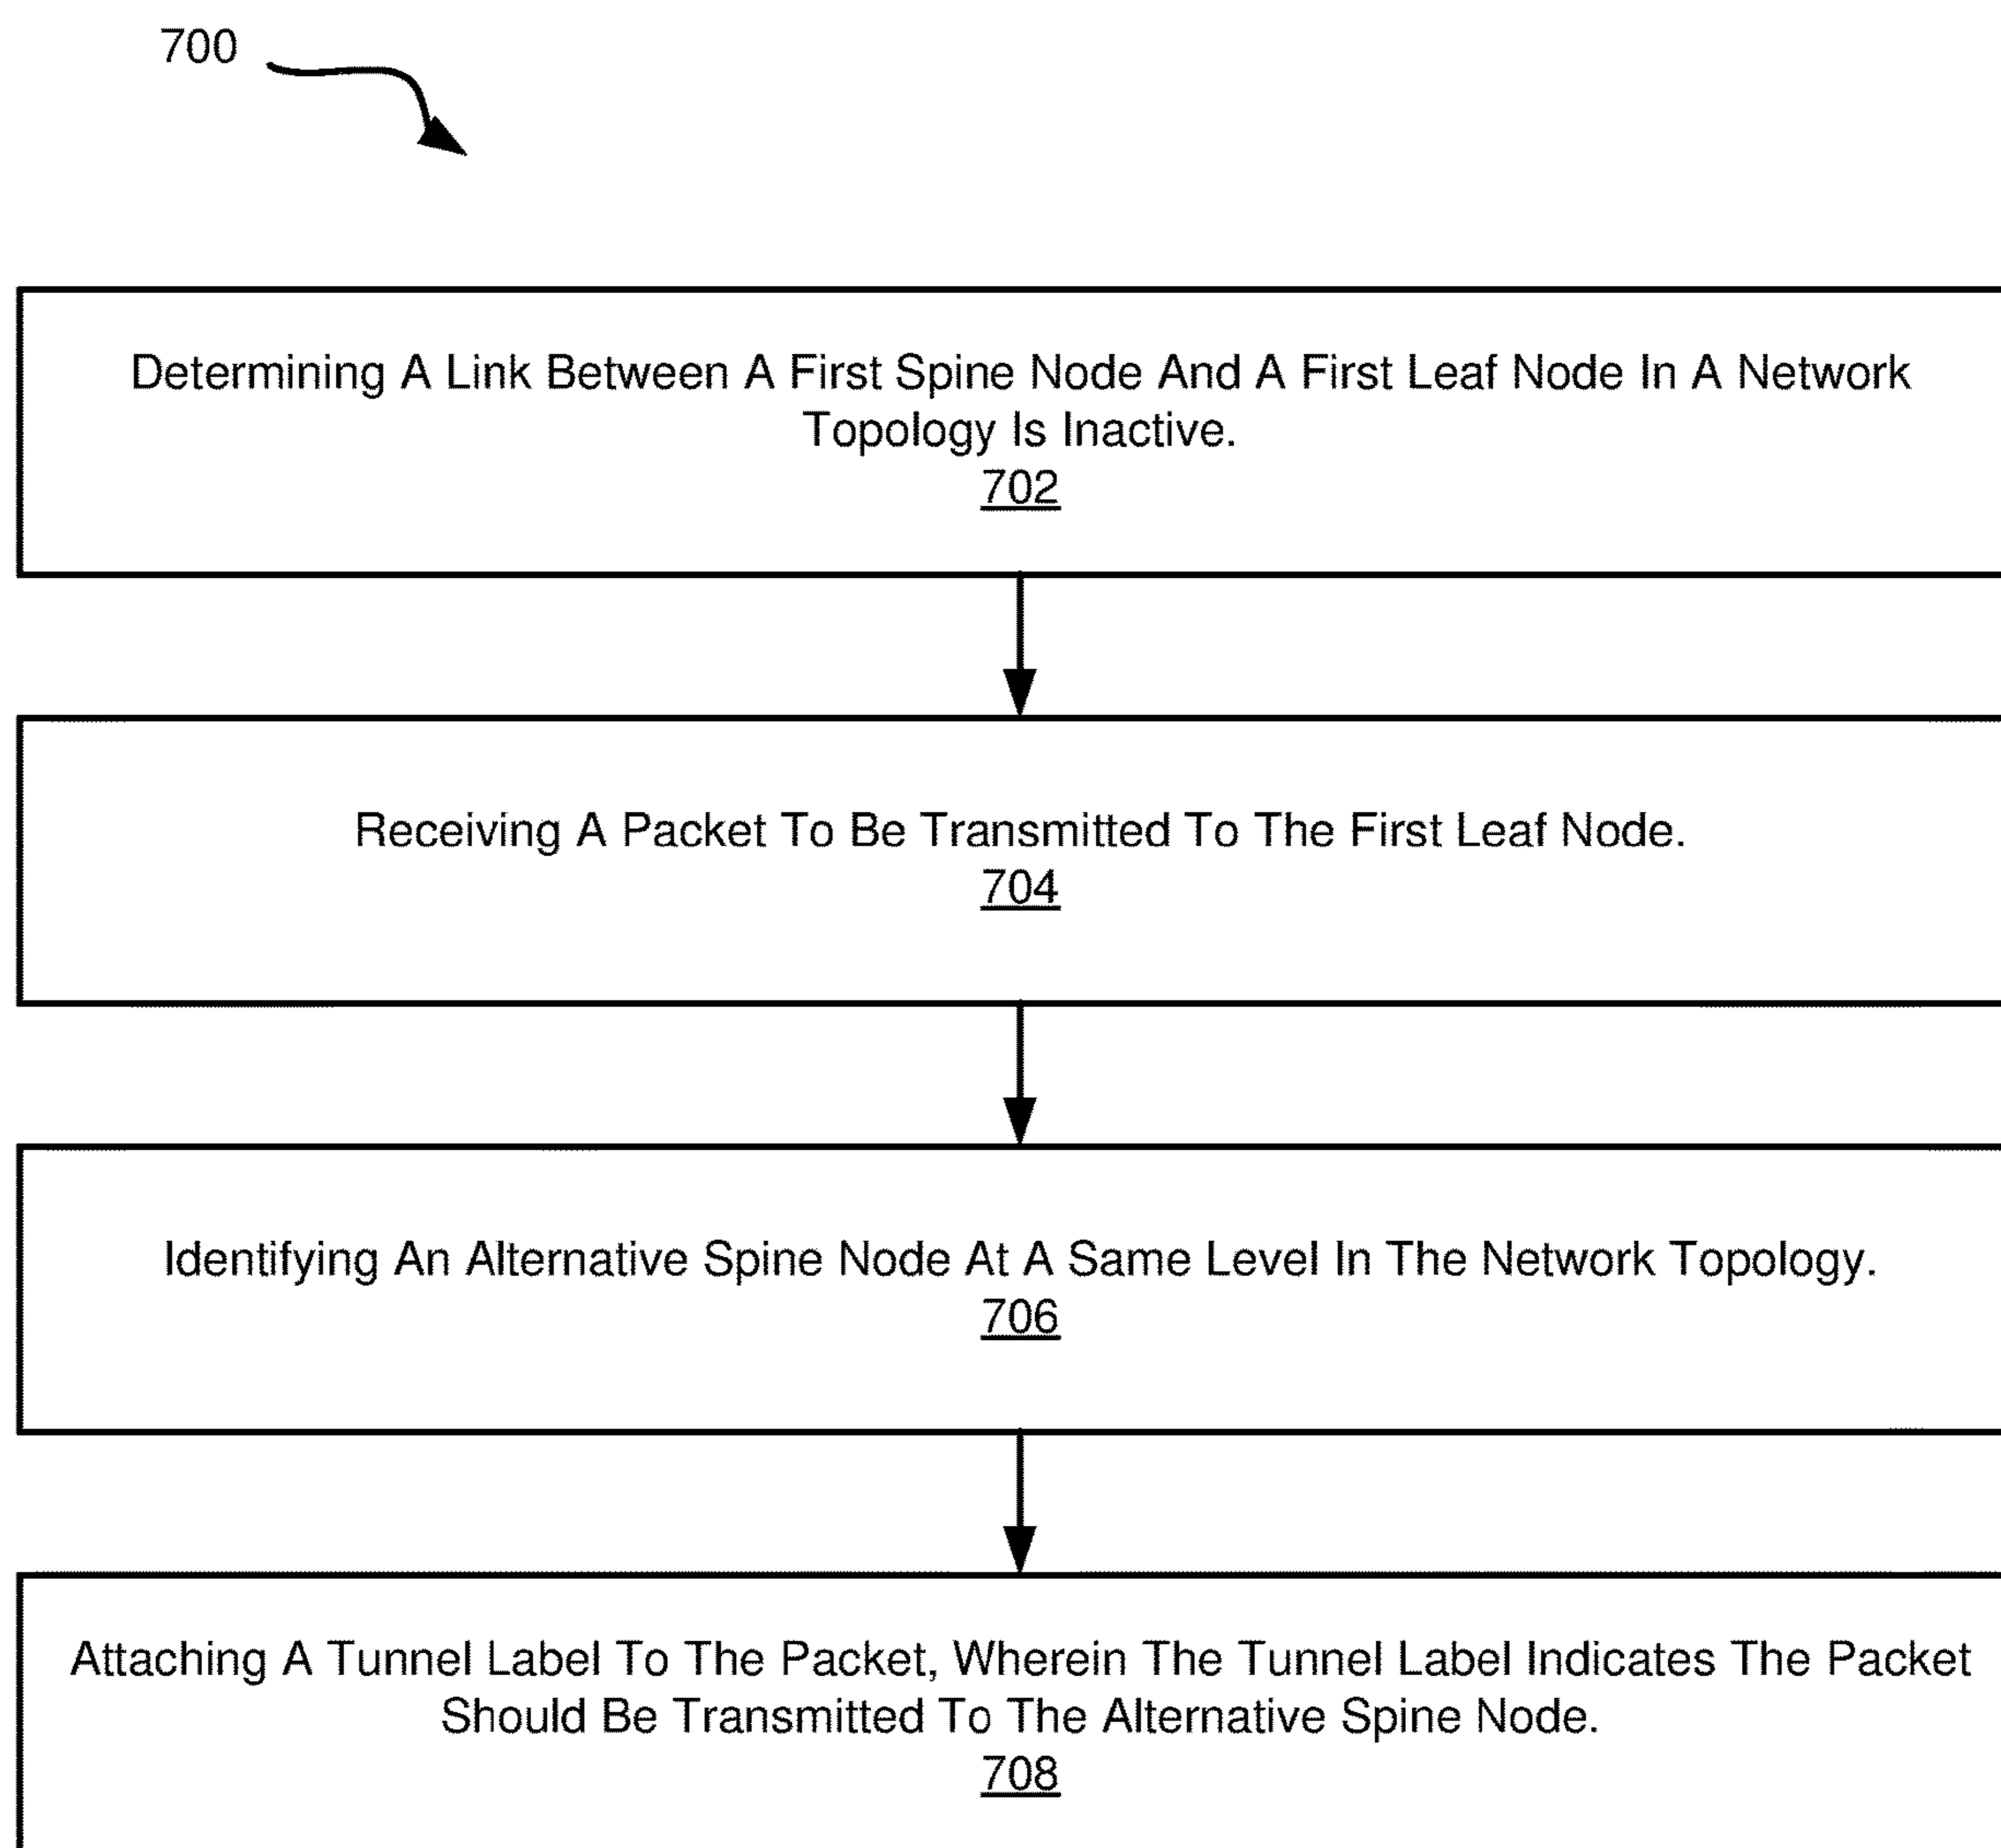 700
Determining A Link Between A First Spine Node And A First Leaf Node In A Network
Topology Is Inactive.
702
Receiving A Packet To Be Transmitted To The First Leaf Node.
704
Identifying An Alternative Spine Node At A Same Level In The Network Topology.
706
Attaching A Tunnel Label To The Packet, Wherein The Tunnel Label Indicates The Packet
Should Be Transmitted To The Alternative Spine Node.
708